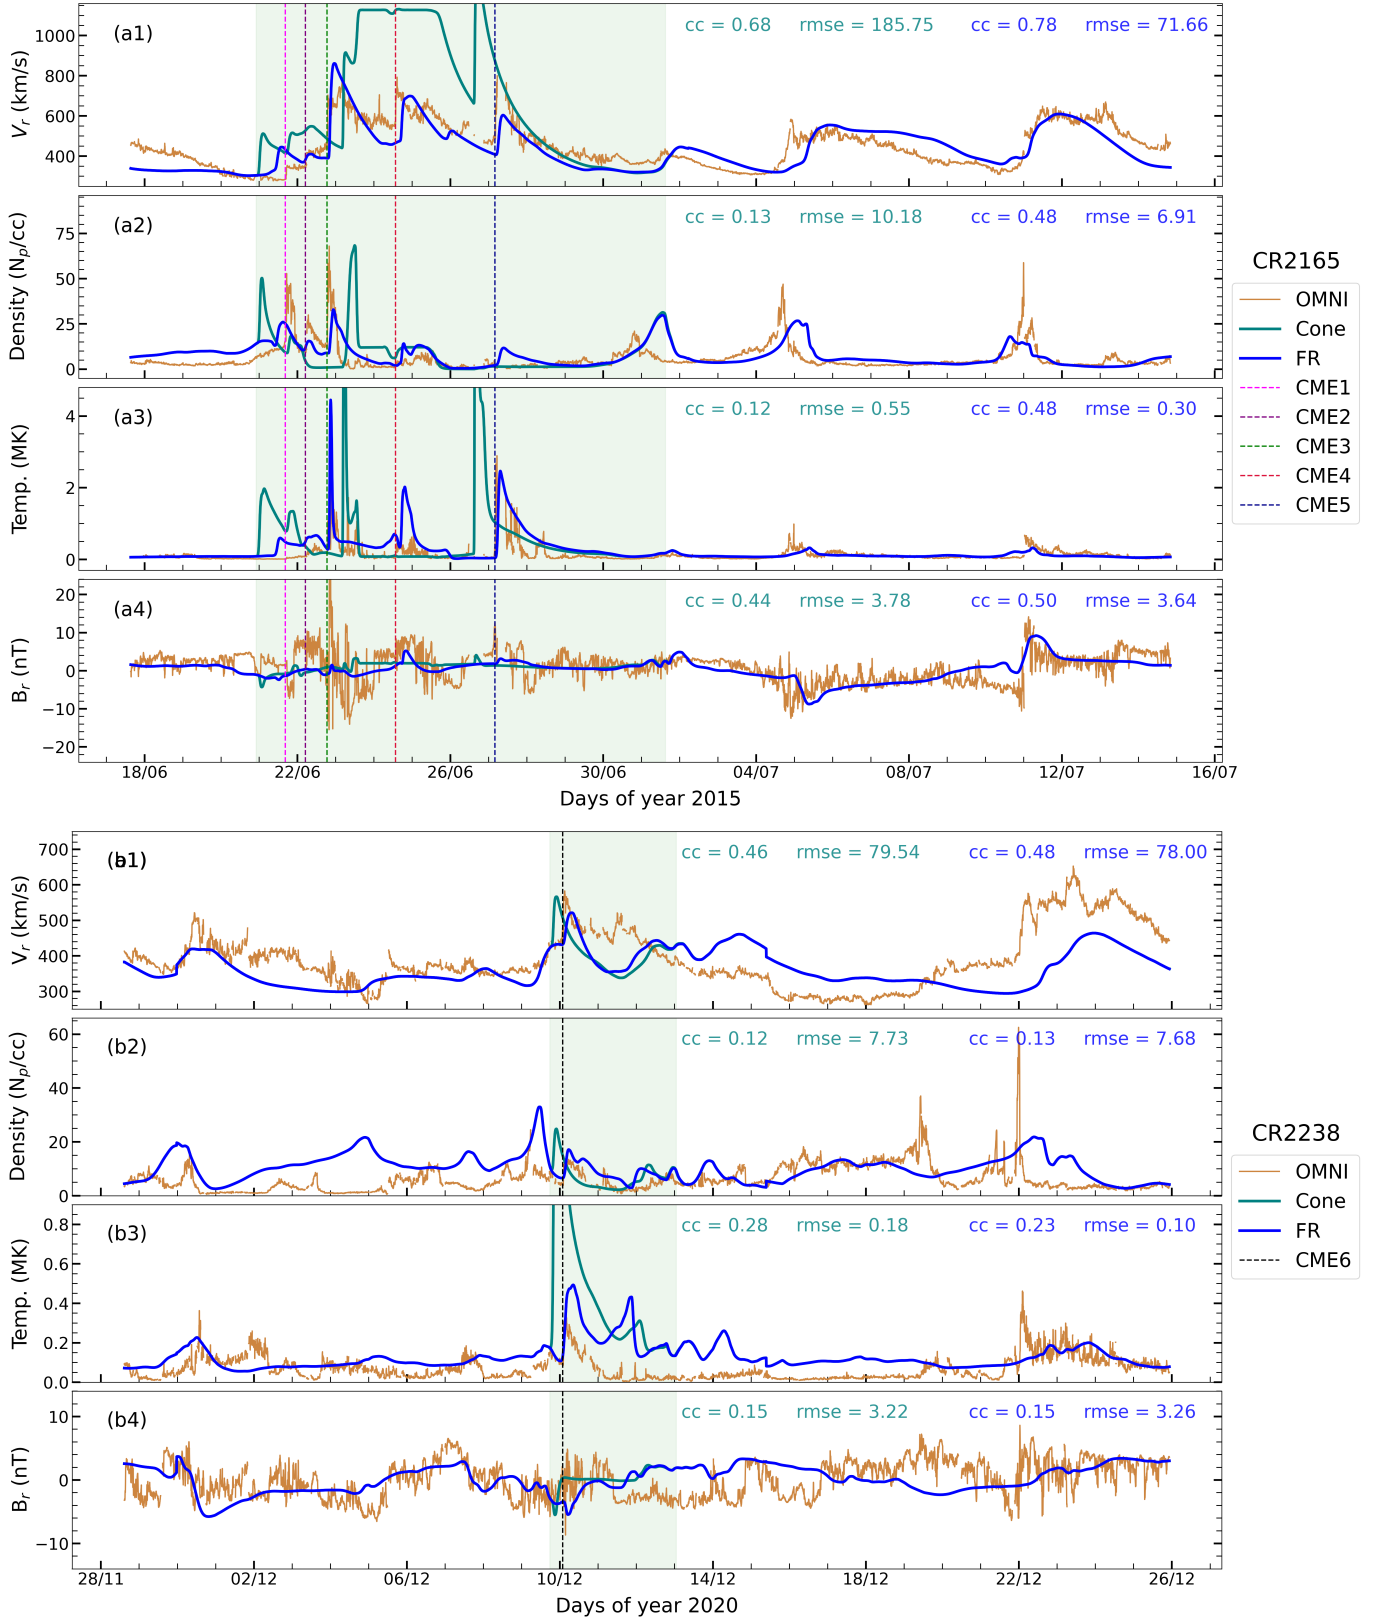 (a1)
cc = 0.68 rmse = 185.75 cc = 0.78 rmse = 71.66
V_r (km/s)
1000
800
600
400
(a2)
cc = 0.13 rmse = 10.18 cc = 0.48 rmse = 6.91
Density (N_p/cc)
75
50
25
0
(a3)
cc = 0.12 rmse = 0.55 cc = 0.48 rmse = 0.30
Temp. (MK)
4
2
0
(a4)
cc = 0.44 rmse = 3.78 cc = 0.50 rmse = 3.64
B_r (nT)
20
10
0
−10
−20
18/06 22/06 26/06 30/06 04/07 08/07 12/07 16/07
Days of year 2015
CR2165
OMNI
Cone
FR
CME1
CME2
CME3
CME4
CME5
cc = 0.46 rmse = 79.54 cc = 0.48 rmse = 78.00
V_r (km/s)
700
600
500
400
300
(b2)
cc = 0.12 rmse = 7.73 cc = 0.13 rmse = 7.68
Density (N_p/cc)
60
40
20
0
(b3)
cc = 0.28 rmse = 0.18 cc = 0.23 rmse = 0.10
Temp. (MK)
0.8
0.6
0.4
0.2
0.0
(b4)
cc = 0.15 rmse = 3.22 cc = 0.15 rmse = 3.26
B_r (nT)
10
0
−10
28/11 02/12 06/12 10/12 14/12 18/12 22/12 26/12
Days of year 2020
CR2238
OMNI
Cone
FR
CME6